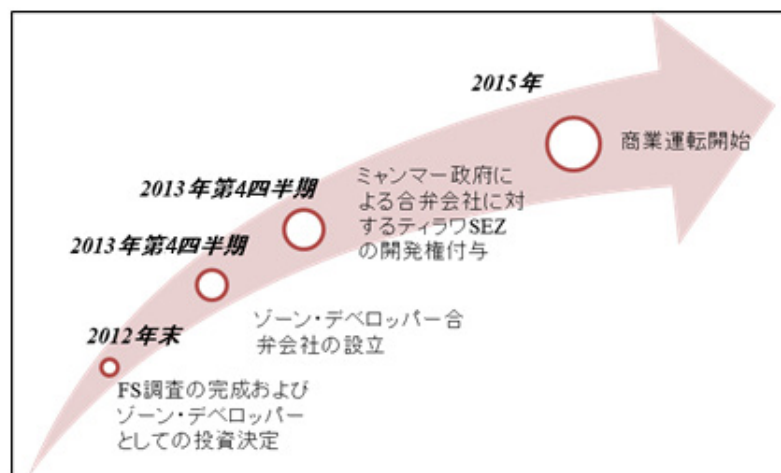 2015年
商業運転開始
2013年第4四半期
ミャンマー政府に
よる合弁会社に対
するティラワSEZ
の開発権付与
2013年第4四半期
ゾーン・デベロッパー合
弁会社の設立
2012年末
FS調査の完成および
ゾーン・デベロッパー
としての投資決定